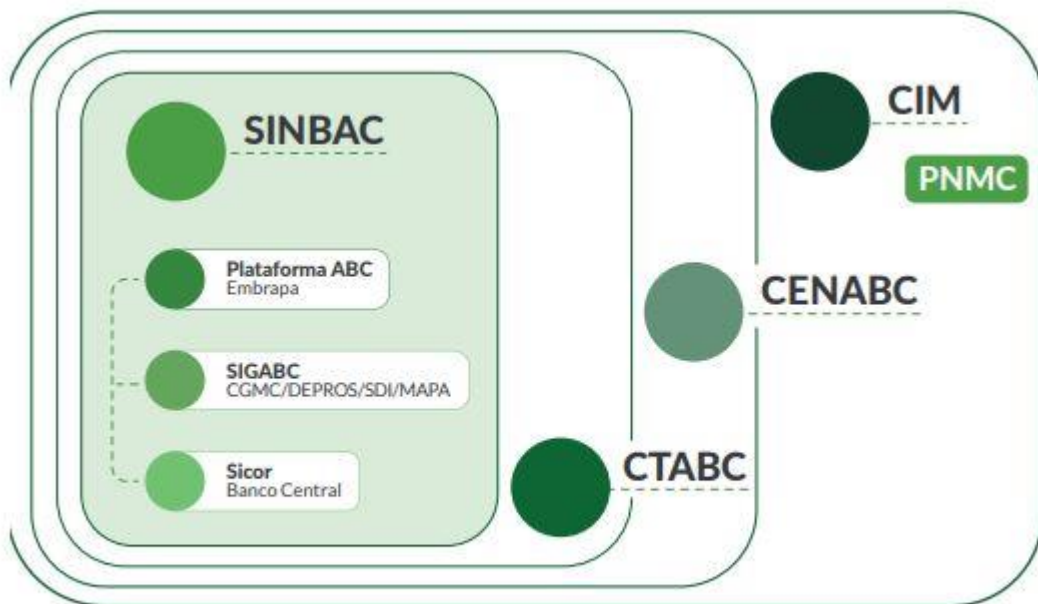 SINBAC
Plataforma ABC
Embrapa
SIGABC
CGMC/DEPROS/SDI/MAPA
Sicor
Banco Central
CTABC
CENABC
CIM
PNMC